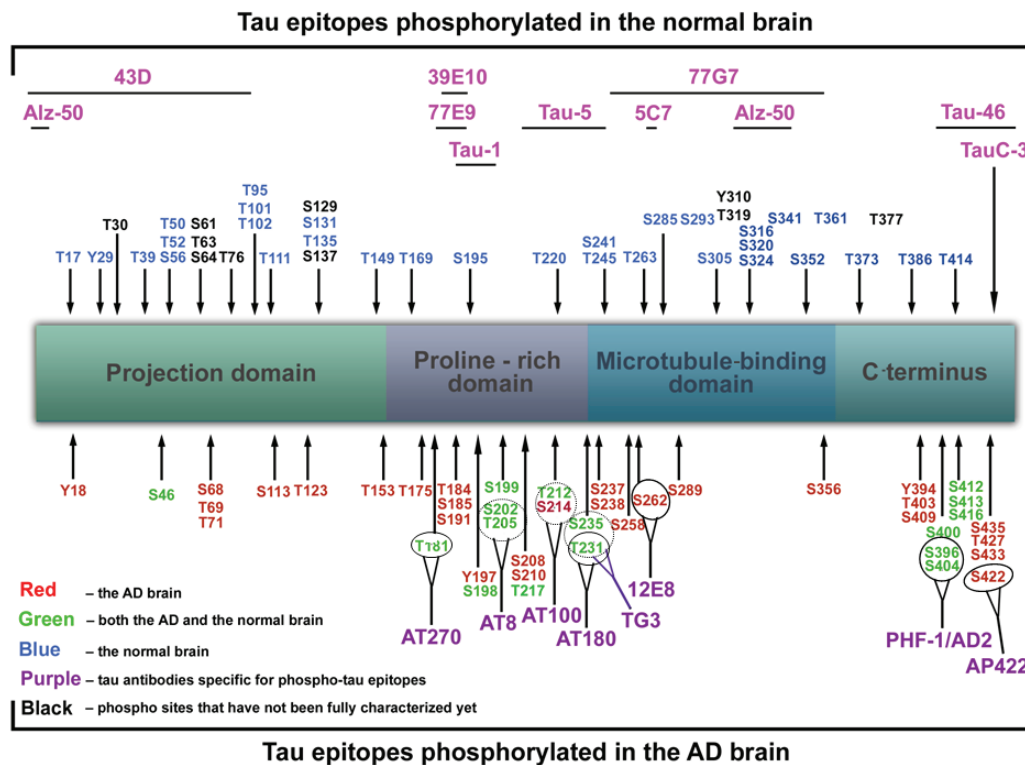 Tau epitopes phosphorylated in the normal brain
43D 39E10 77G7
Alz-50 77E9 Tau-5 5C7 Alz-50 Tau-46
Tau-1 TauC-3
T95
T101
T102
S129
S131
T135
S137
Y310
T319
T30
T50
T52
S56
S61
T63
S64
T76
S285 S293
S316
S320
S324
S341 T361 T377
S241
T245
T17 Y29 T39 T111 T149 T169 S195 T220 T263 S305 S352 T373 T386 T414
Projection domain
Proline - rich
domain
Microtubule-binding
domain
C-terminus
Y18 S46
S68
T69
T71
S113 T123 T153 T175
T181
T184
S185
S191
Y197
S198
S199
S202
T205
S208
S210
T217
T212
S214
S235
T231
S237
S238
S258
S262
S289
S356
Y394
T403
S409
S400
S396
S404
S412
S413
S416
S435
T427
S433
S422
AT270
AT8
AT100
AT180
TG3
12E8
PHF-1/AD2
AP422
Red – the AD brain
Green – both the AD and the normal brain
Blue – the normal brain
Purple – tau antibodies specific for phospho-tau epitopes
Black – phospho sites that have not been fully characterized yet
Tau epitopes phosphorylated in the AD brain